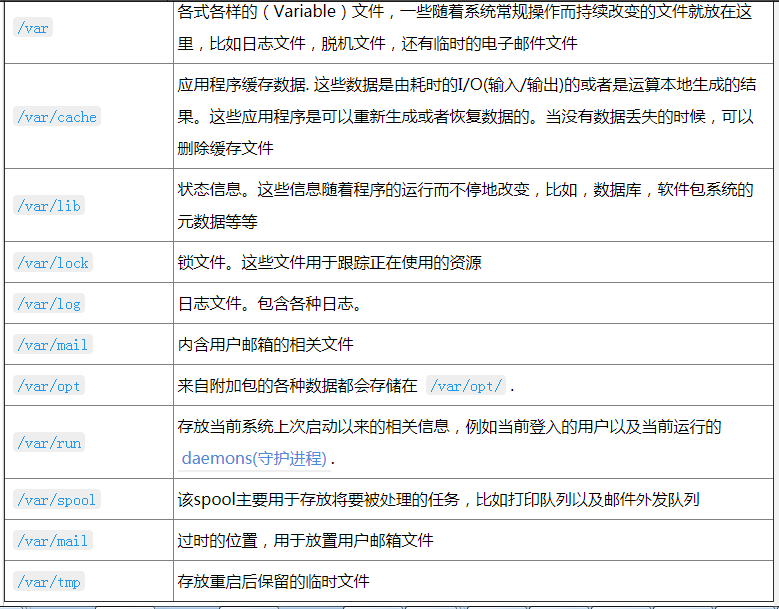 /var
各式各样的（Variable）文件，一些随着系统常规操作而持续改变的文件就放在这
里，比如日志文件，脱机文件，还有临时的电子邮件文件
/var/cache
应用程序缓存数据. 这些数据是由耗时的I/O(输入/输出)的或者是运算本地生成的结
果。这些应用程序是可以重新生成或者恢复数据的。当没有数据丢失的时候，可以
删除缓存文件
/var/lib
状态信息。这些信息随着程序的运行而不停地改变，比如，数据库，软件包系统的
元数据等等
/var/lock
锁文件。这些文件用于跟踪正在使用的资源
/var/log
日志文件。包含各种日志。
/var/mail
内含用户邮箱的相关文件
/var/opt
来自附加包的各种数据都会存储在 /var/opt/ .
/var/run
存放当前系统上次启动以来的相关信息，例如当前登入的用户以及当前运行的
daemons(守护进程) .
/var/spool
该spool主要用于存放将要被处理的任务，比如打印队列以及邮件外发队列
/var/mail
过时的位置，用于放置用户邮箱文件
/var/tmp
存放重启后保留的临时文件